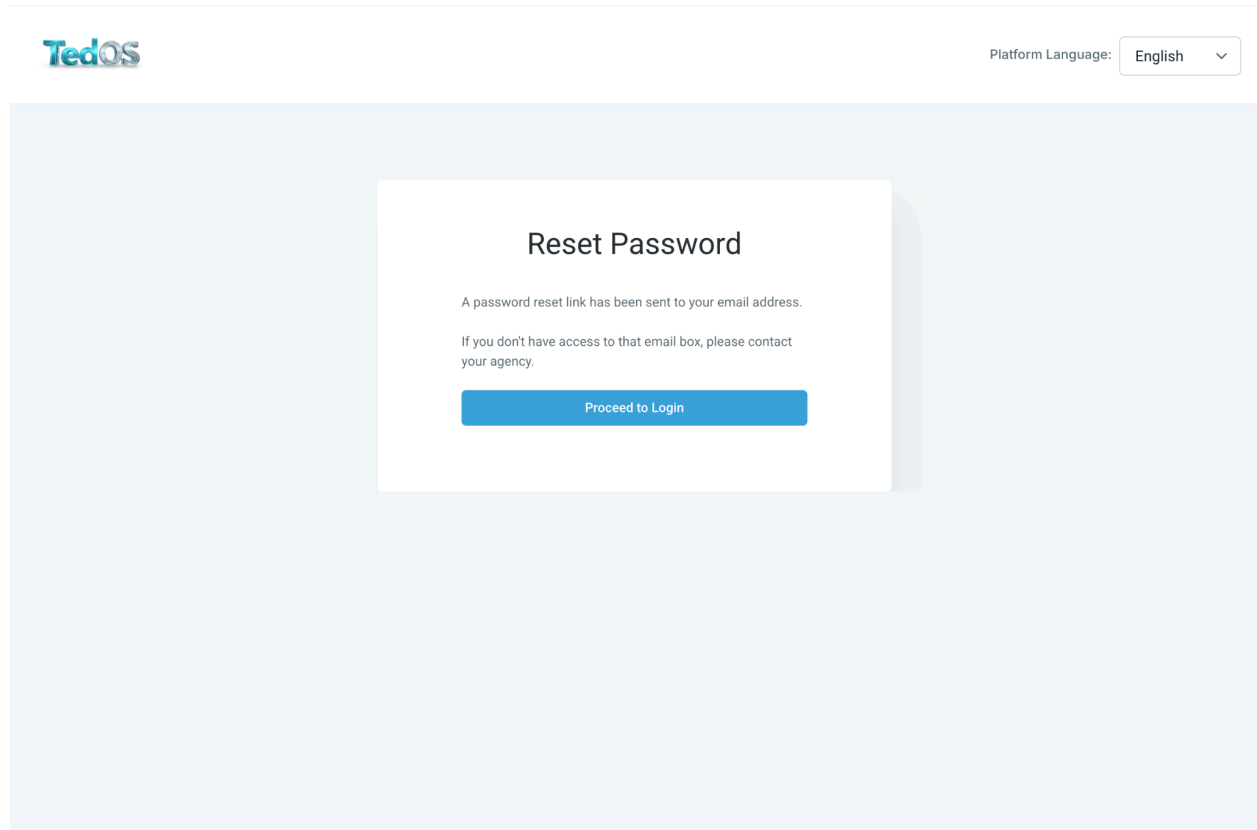 TedOS
Platform Language:
English
Reset Password
A password reset link has been sent to your email address.
If you don't have access to that email box, please contact
your agency.
Proceed to Login